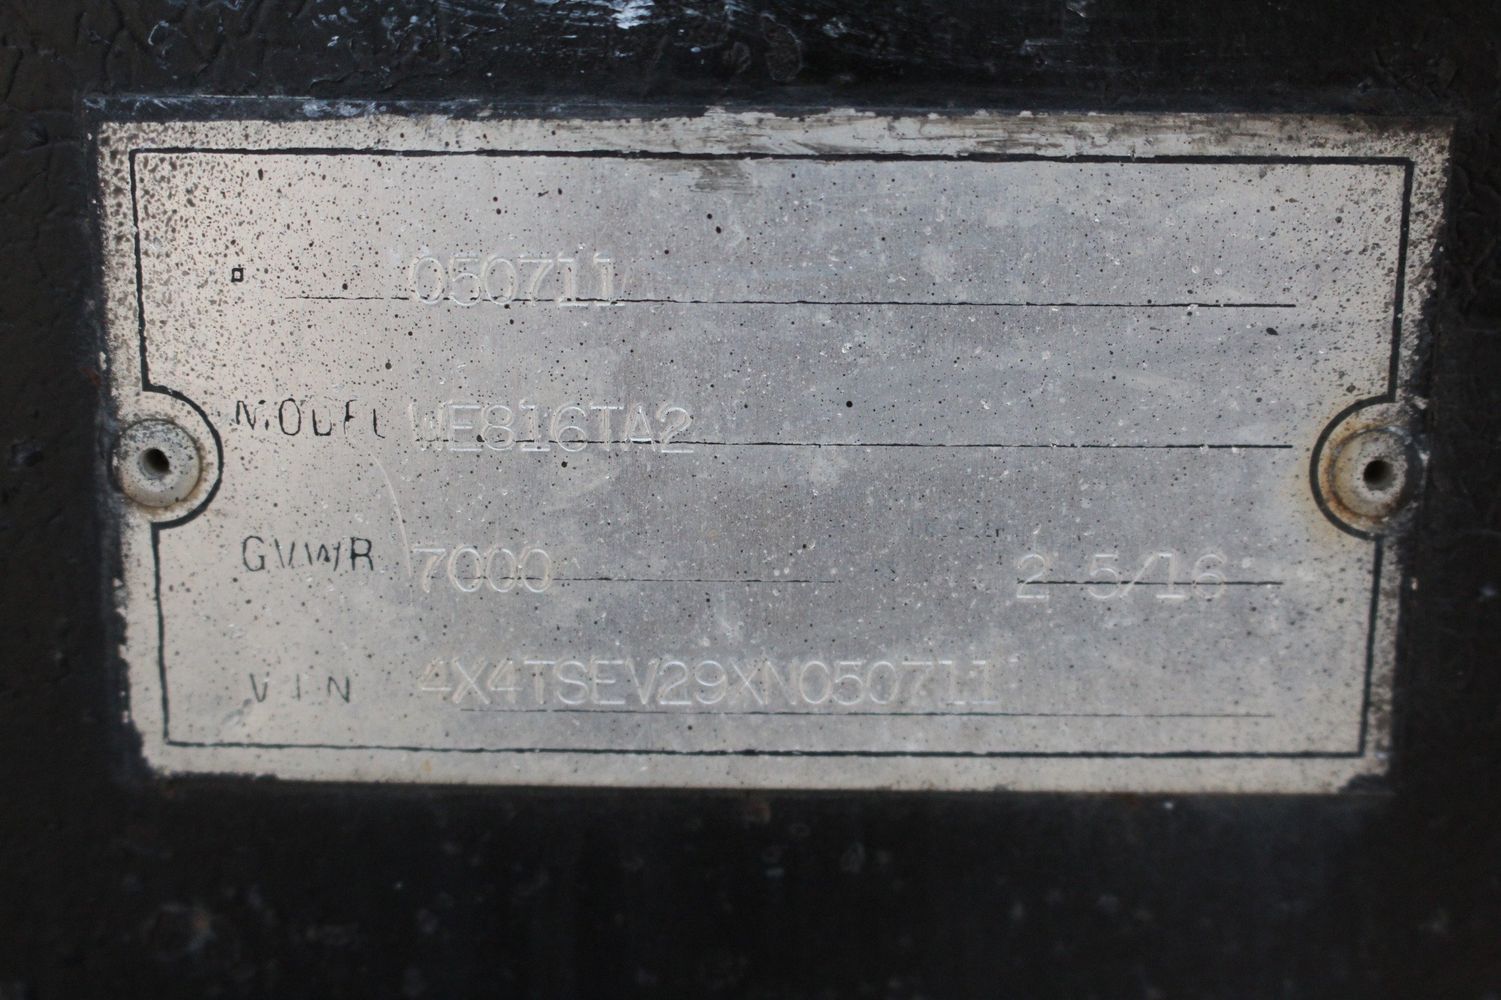 050711
MODEL WE816TA2
GVWR 7000 2 5/16
VIN 4X4TSEV29XN050711